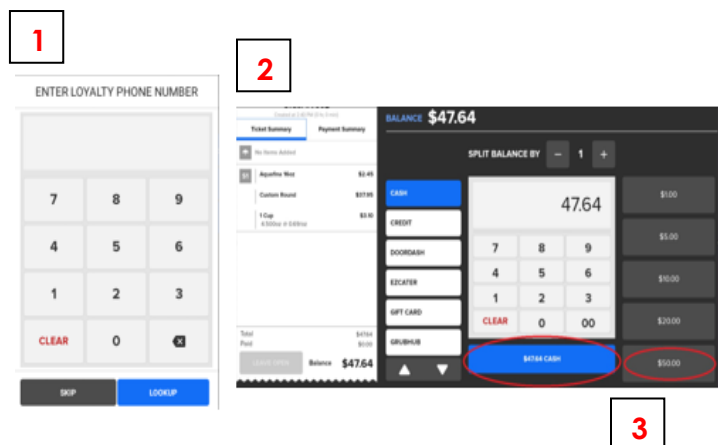 1
ENTER LOYALTY PHONE NUMBER
7 8 9
4 5 6
1 2 3
CLEAR 0
SKIP LOOKUP
2
Ticket Summary Payment Summary
No Items Added
Aquafina 16oz $2.49
Custom Round $37.95
1 Cup $3.10
Total $47.64
Paid $0.00
LEAVE OPEN Balance $47.64
BALANCE $47.64
SPLIT BALANCE BY - 1 +
CASH
CREDIT
DOORDASH
EZCATER
GIFT CARD
GRUBHUB
47.64
7 8 9
4 5 6
1 2 3
CLEAR 0 00
$47.64 CASH
$1.00
$5.00
$10.00
$20.00
$50.00
3